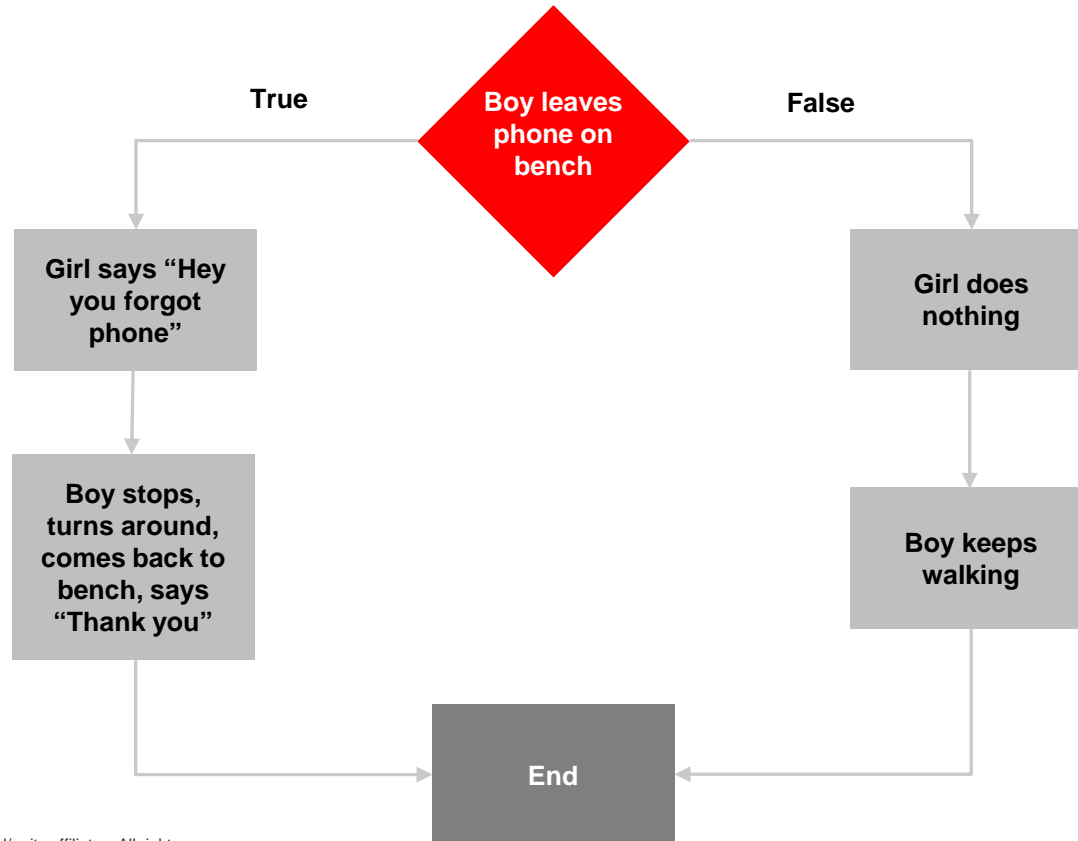 True
Boy leaves
phone on
bench
False
Girl says “Hey
you forgot
phone”
Girl does
nothing
Boy stops,
turns around,
comes back to
bench, says
“Thank you”
Boy keeps
walking
End